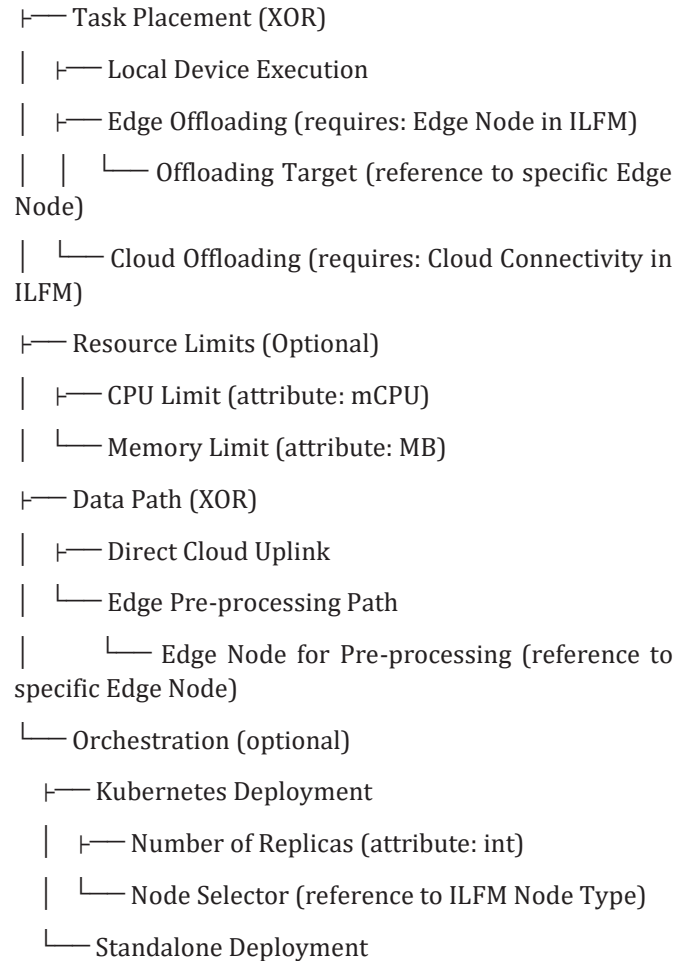 ├── Task Placement (XOR)
│ ├── Local Device Execution
│ ├── Edge Offloading (requires: Edge Node in ILFM)
│ │ └── Offloading Target (reference to specific Edge
Node)
│ └── Cloud Offloading (requires: Cloud Connectivity in
ILFM)
├── Resource Limits (Optional)
│ ├── CPU Limit (attribute: mCPU)
│ └── Memory Limit (attribute: MB)
├── Data Path (XOR)
│ ├── Direct Cloud Uplink
│ └── Edge Pre-processing Path
│ └── Edge Node for Pre-processing (reference to
specific Edge Node)
└── Orchestration (optional)
├── Kubernetes Deployment
│ ├── Number of Replicas (attribute: int)
│ └── Node Selector (reference to ILFM Node Type)
└── Standalone Deployment